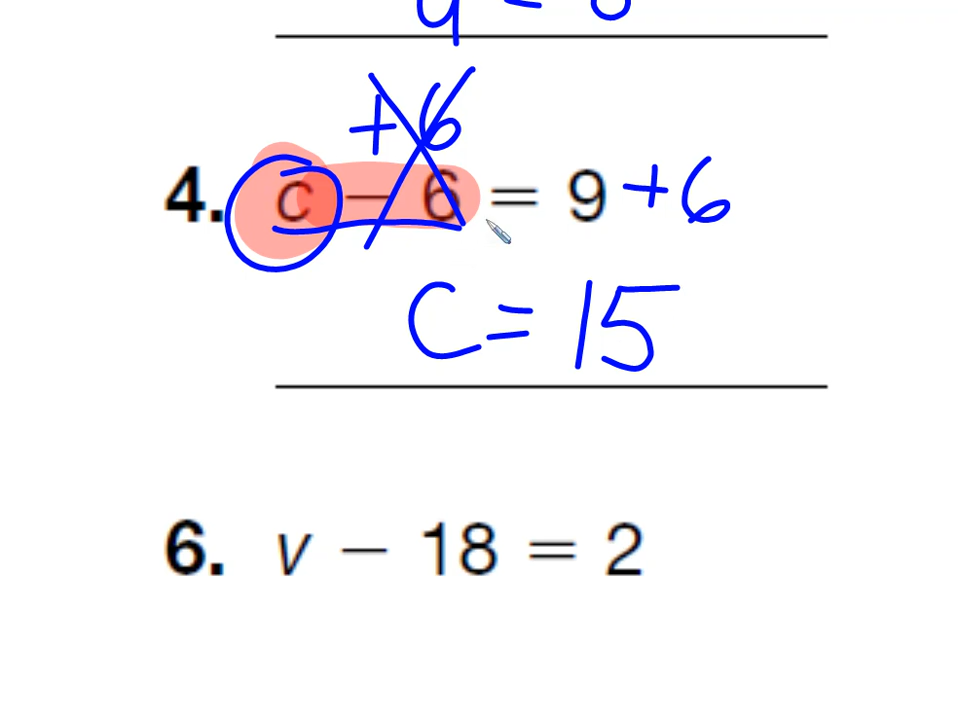 +6
4. c − 6 = 9 +6
C = 15
6. v − 18 = 2